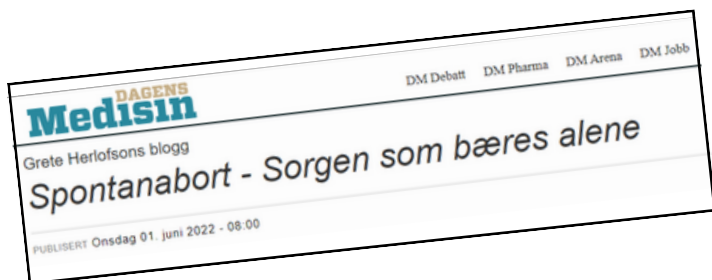 DAGENS
Medisin
DM Debatt DM Pharma DM Arena DM Jobb
Grete Herlofsons blogg
Spontanabort - Sorgen som bæres alene
PUBLISERT Onsdag 01. juni 2022 - 08:00